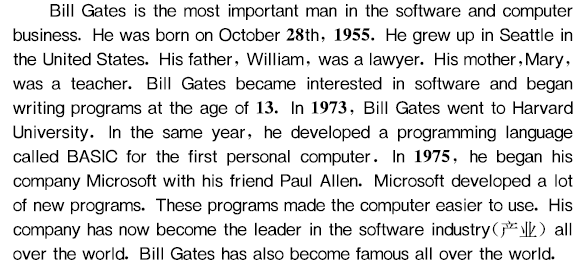 Bill Gates is the most important man in the software and computer
business. He was born on October 28th, 1955. He grew up in Seattle in
the United States. His father, William, was a lawyer. His mother,Mary,
was a teacher. Bill Gates became interested in software and began
writing programs at the age of 13. In 1973, Bill Gates went to Harvard
University. In the same year, he developed a programming language
called BASIC for the first personal computer. In 1975, he began his
company Microsoft with his friend Paul Allen. Microsoft developed a lot
of new programs. These programs made the computer easier to use. His
company has now become the leader in the software industry(产业) all
over the world. Bill Gates has also become famous all over the world.